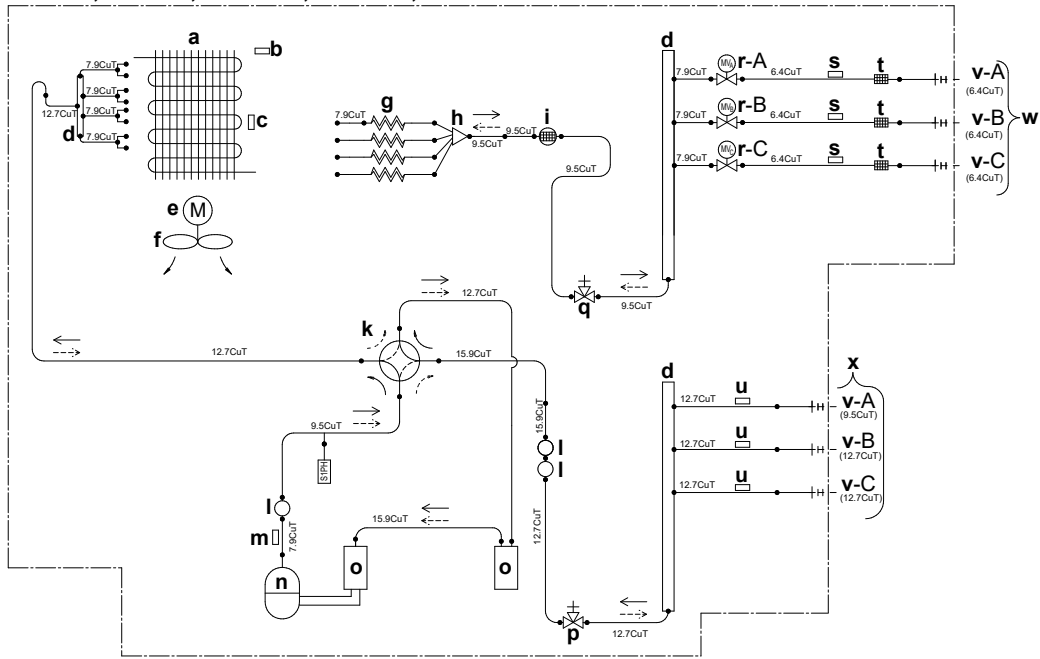 a
b
7.9CuT
7.9CuT
7.9CuT
7.9CuT
12.7CuT
c
d
e M
f
g
7.9CuT
h
i
9.5CuT
9.5CuT
9.5CuT
d
7.9CuT
MVA
r-A
6.4CuT
s
t
v-A
(6.4CuT)
7.9CuT
MVB
r-B
6.4CuT
s
t
v-B
(6.4CuT)
w
7.9CuT
MVC
r-C
6.4CuT
s
t
v-C
(6.4CuT)
q
9.5CuT
12.7CuT
k
12.7CuT
15.9CuT
9.5CuT
S1PH
l
m
7.9CuT
n
15.9CuT
o
o
15.9CuT
l
l
12.7CuT
p
12.7CuT
d
x
12.7CuT
u
v-A
(9.5CuT)
12.7CuT
u
v-B
(12.7CuT)
12.7CuT
u
v-C
(12.7CuT)